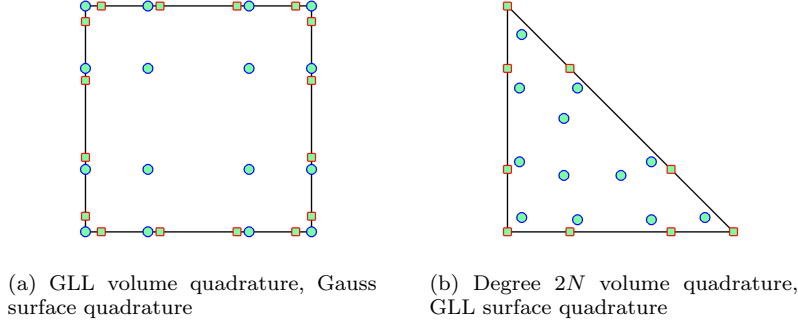 (a) GLL volume quadrature, Gauss
surface quadrature
(b) Degree 2N volume quadrature,
GLL surface quadrature